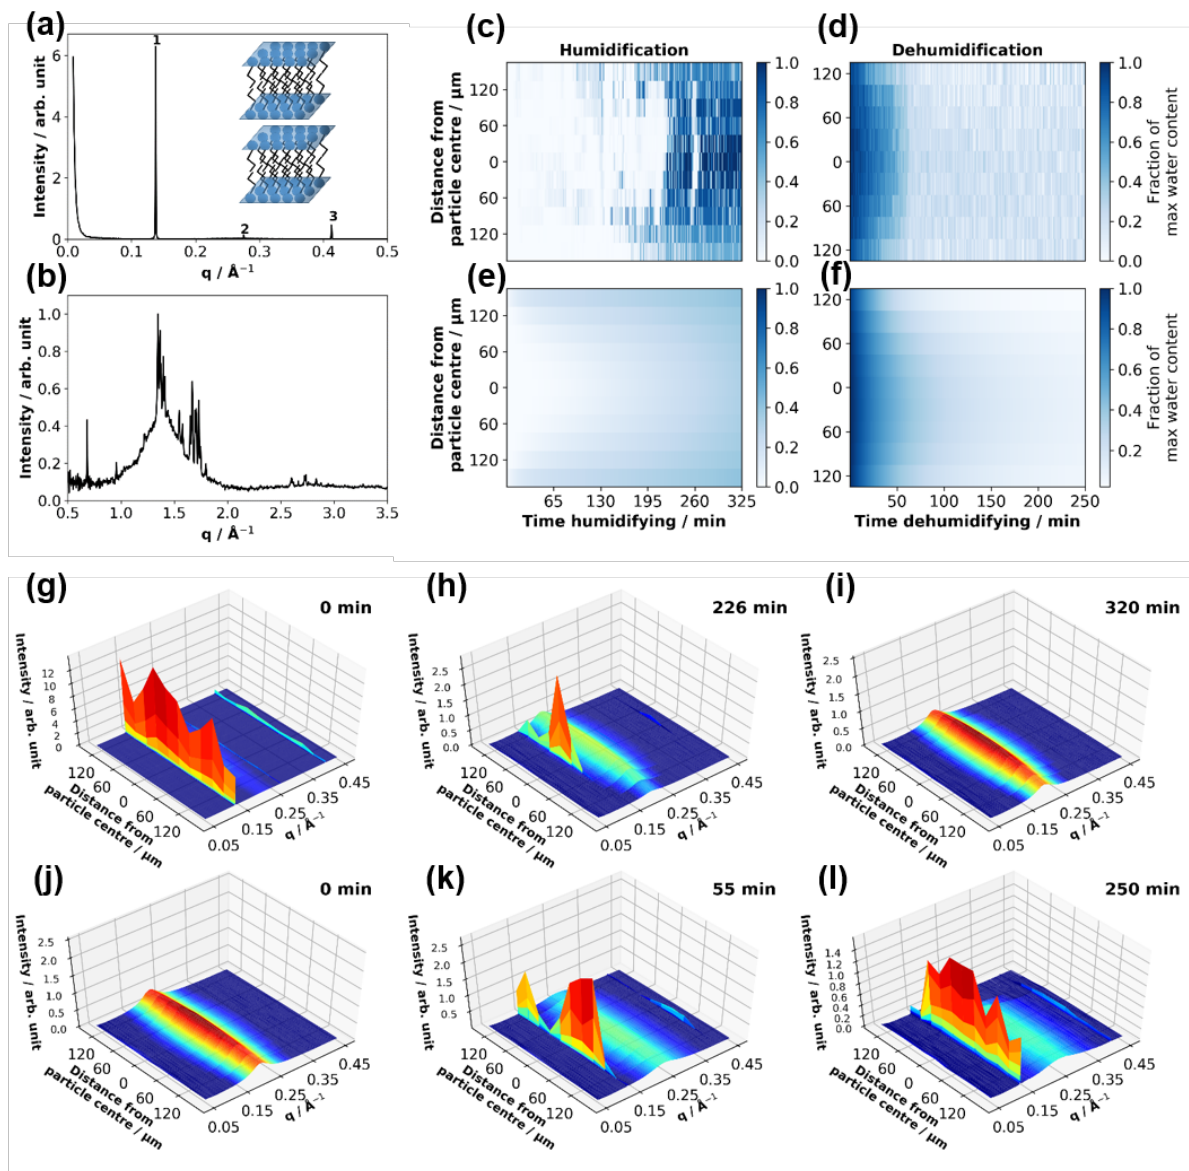 (a)
Intensity / arb. unit
6
4
2
0
1
2
3
0.0 0.1 0.2 0.3 0.4 0.5
q / Å⁻¹
(b)
Intensity / arb. unit
1.0
0.8
0.6
0.4
0.2
0.0
0.5 1.0 1.5 2.0 2.5 3.0 3.5
q / Å⁻¹
(c)
Humidification
Distance from
particle centre / µm
120
60
0
60
120
1.0
0.8
0.6
0.4
0.2
0.0
(d)
Dehumidification
120
60
0
60
120
1.0
0.8
0.6
0.4
0.2
0.0
Fraction of
max water content
(e)
Distance from
particle centre / µm
120
60
0
60
120
65 130 195 260 325
Time humidifying / min
1.0
0.8
0.6
0.4
0.2
0.0
(f)
120
60
0
60
120
50 100 150 200 250
Time dehumidifying / min
1.0
0.8
0.6
0.4
0.2
Fraction of
max water content
(g)
0 min
Intensity / arb. unit
12
10
8
6
4
2
0
120
60
0
60
120
Distance from
particle centre / µm
0.05
0.15
0.25
0.35
0.45
q / Å⁻¹
(h)
226 min
Intensity / arb. unit
2.5
2.0
1.5
1.0
0.5
0.0
120
60
0
60
120
Distance from
particle centre / µm
0.05
0.15
0.25
0.35
0.45
q / Å⁻¹
(i)
320 min
Intensity / arb. unit
2.5
2.0
1.5
1.0
0.5
0.0
120
60
0
60
120
Distance from
particle centre / µm
0.05
0.15
0.25
0.35
0.45
q / Å⁻¹
(j)
0 min
Intensity / arb. unit
2.5
2.0
1.5
1.0
0.5
0.0
120
60
0
60
120
Distance from
particle centre / µm
0.05
0.15
0.25
0.35
0.45
q / Å⁻¹
(k)
55 min
Intensity / arb. unit
2.5
2.0
1.5
1.0
0.5
120
60
0
60
120
Distance from
particle centre / µm
0.05
0.15
0.25
0.35
0.45
q / Å⁻¹
(l)
250 min
Intensity / arb. unit
1.4
1.2
1.0
0.8
0.6
0.4
0.2
0.0
120
60
0
60
120
Distance from
particle centre / µm
0.05
0.15
0.25
0.35
0.45
q / Å⁻¹